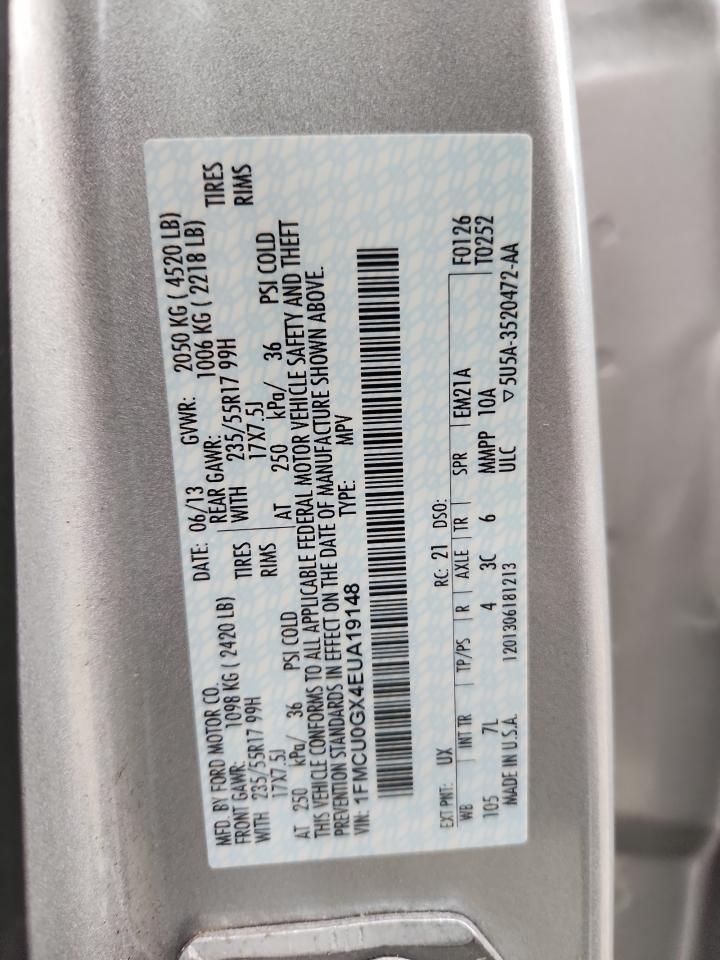 MFD. BY FORD MOTOR CO. DATE: 06/13 GVWR: 2050 KG ( 4520 LB)
FRONT GAWR: 1098 KG ( 2420 LB) REAR GAWR: 1006 KG ( 2218 LB)
WITH 235/55R17 99H TIRES WITH 235/55R17 99H TIRES
17X7.5J RIMS 17X7.5J RIMS
AT 250 kPa/ 36 PSI COLD AT 250 kPa/ 36 PSI COLD
THIS VEHICLE CONFORMS TO ALL APPLICABLE FEDERAL MOTOR VEHICLE SAFETY AND THEFT
PREVENTION STANDARDS IN EFFECT ON THE DATE OF MANUFACTURE SHOWN ABOVE.
VIN: 1FMCU0GX4EUA19148 TYPE: MPV
EXT PNT: UX RC: 21 DSO:
WB INT TR TP/PS R AXLE TR SPR EM21A F0126
105 7L 4 3C 6 MMPP 10A T0252
MADE IN U.S.A. 1201306181213 ULC ▽5U5A-3520472-AA